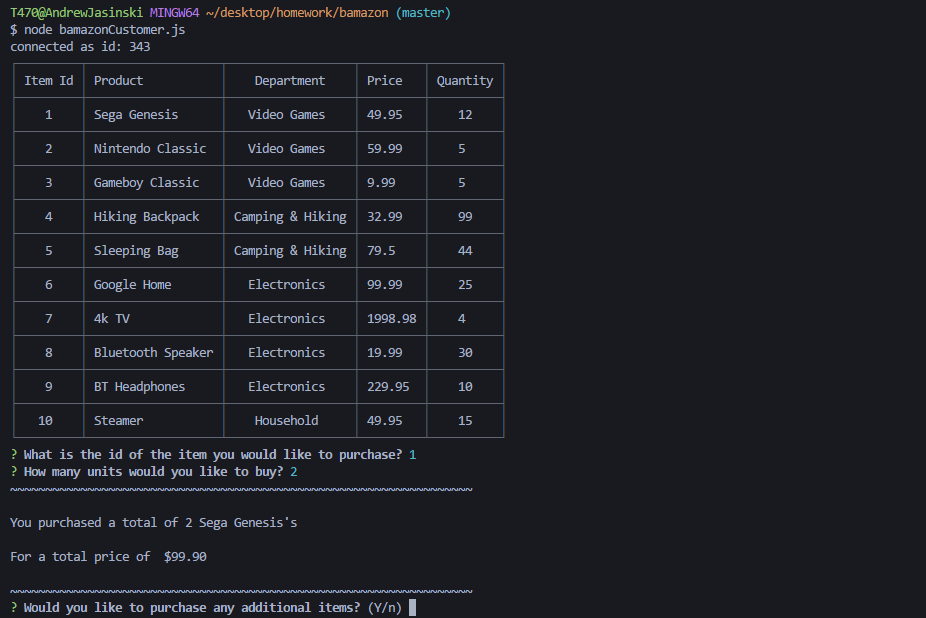 T470@AndrewJasinski MINGW64 ~/desktop/homework/bamazon (master)
$ node bamazonCustomer.js
connected as id: 343
Item Id Product Department Price Quantity
1 Sega Genesis Video Games 49.95 12
2 Nintendo Classic Video Games 59.99 5
3 Gameboy Classic Video Games 9.99 5
4 Hiking Backpack Camping & Hiking 32.99 99
5 Sleeping Bag Camping & Hiking 79.5 44
6 Google Home Electronics 99.99 25
7 4k TV Electronics 1998.98 4
8 Bluetooth Speaker Electronics 19.99 30
9 BT Headphones Electronics 229.95 10
10 Steamer Household 49.95 15
? What is the id of the item you would like to purchase? 1
? How many units would you like to buy? 2
~~~~~~~~~~~~~~~~~~~~~~~~~~~~~~~~~~~~~~~~~~~~~~~~~~~~~~~~~~~~~~~~~~
You purchased a total of 2 Sega Genesis's
For a total price of  $99.90
~~~~~~~~~~~~~~~~~~~~~~~~~~~~~~~~~~~~~~~~~~~~~~~~~~~~~~~~~~~~~~~~~~
? Would you like to purchase any additional items? (Y/n)